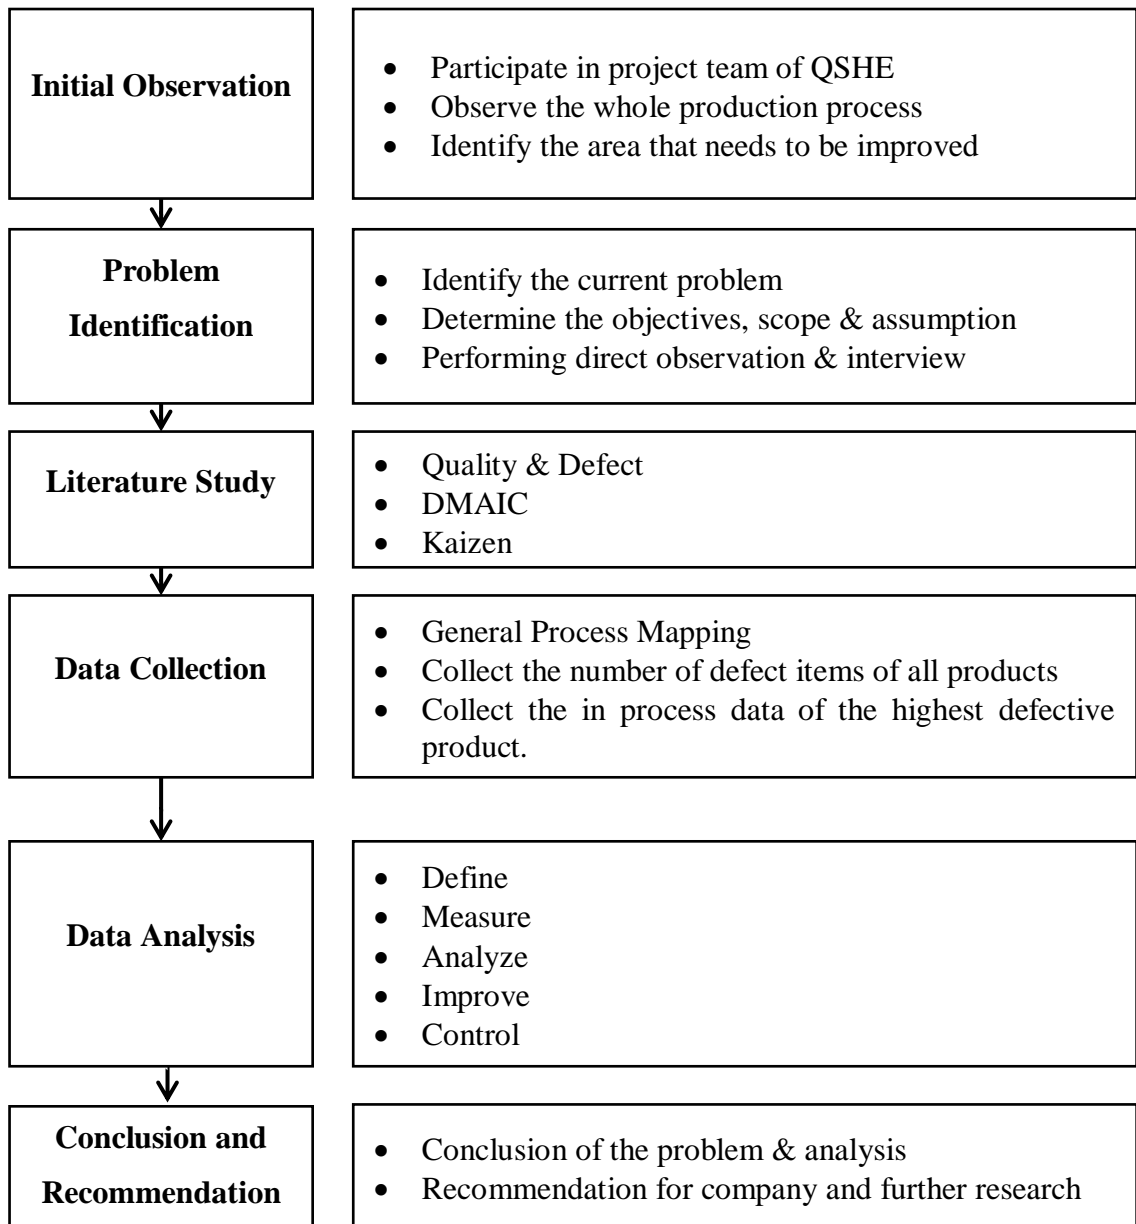 Initial Observation
• Participate in project team of QSHE
• Observe the whole production process
• Identify the area that needs to be improved
Problem
Identification
• Identify the current problem
• Determine the objectives, scope & assumption
• Performing direct observation & interview
Literature Study
• Quality & Defect
• DMAIC
• Kaizen
Data Collection
• General Process Mapping
• Collect the number of defect items of all products
• Collect the in process data of the highest defective
product.
Data Analysis
• Define
• Measure
• Analyze
• Improve
• Control
Conclusion and
Recommendation
• Conclusion of the problem & analysis
• Recommendation for company and further research